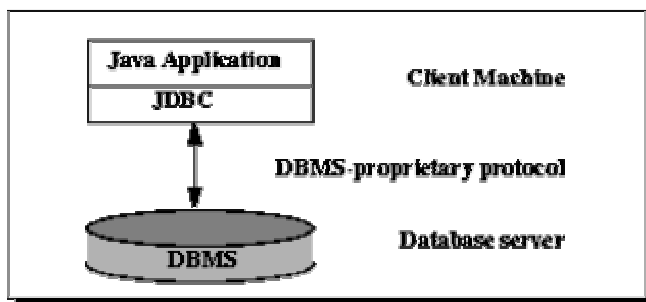 Java Application
Client Machine
JDBC
DBMS-proprietary protocol
Database server
DBMS